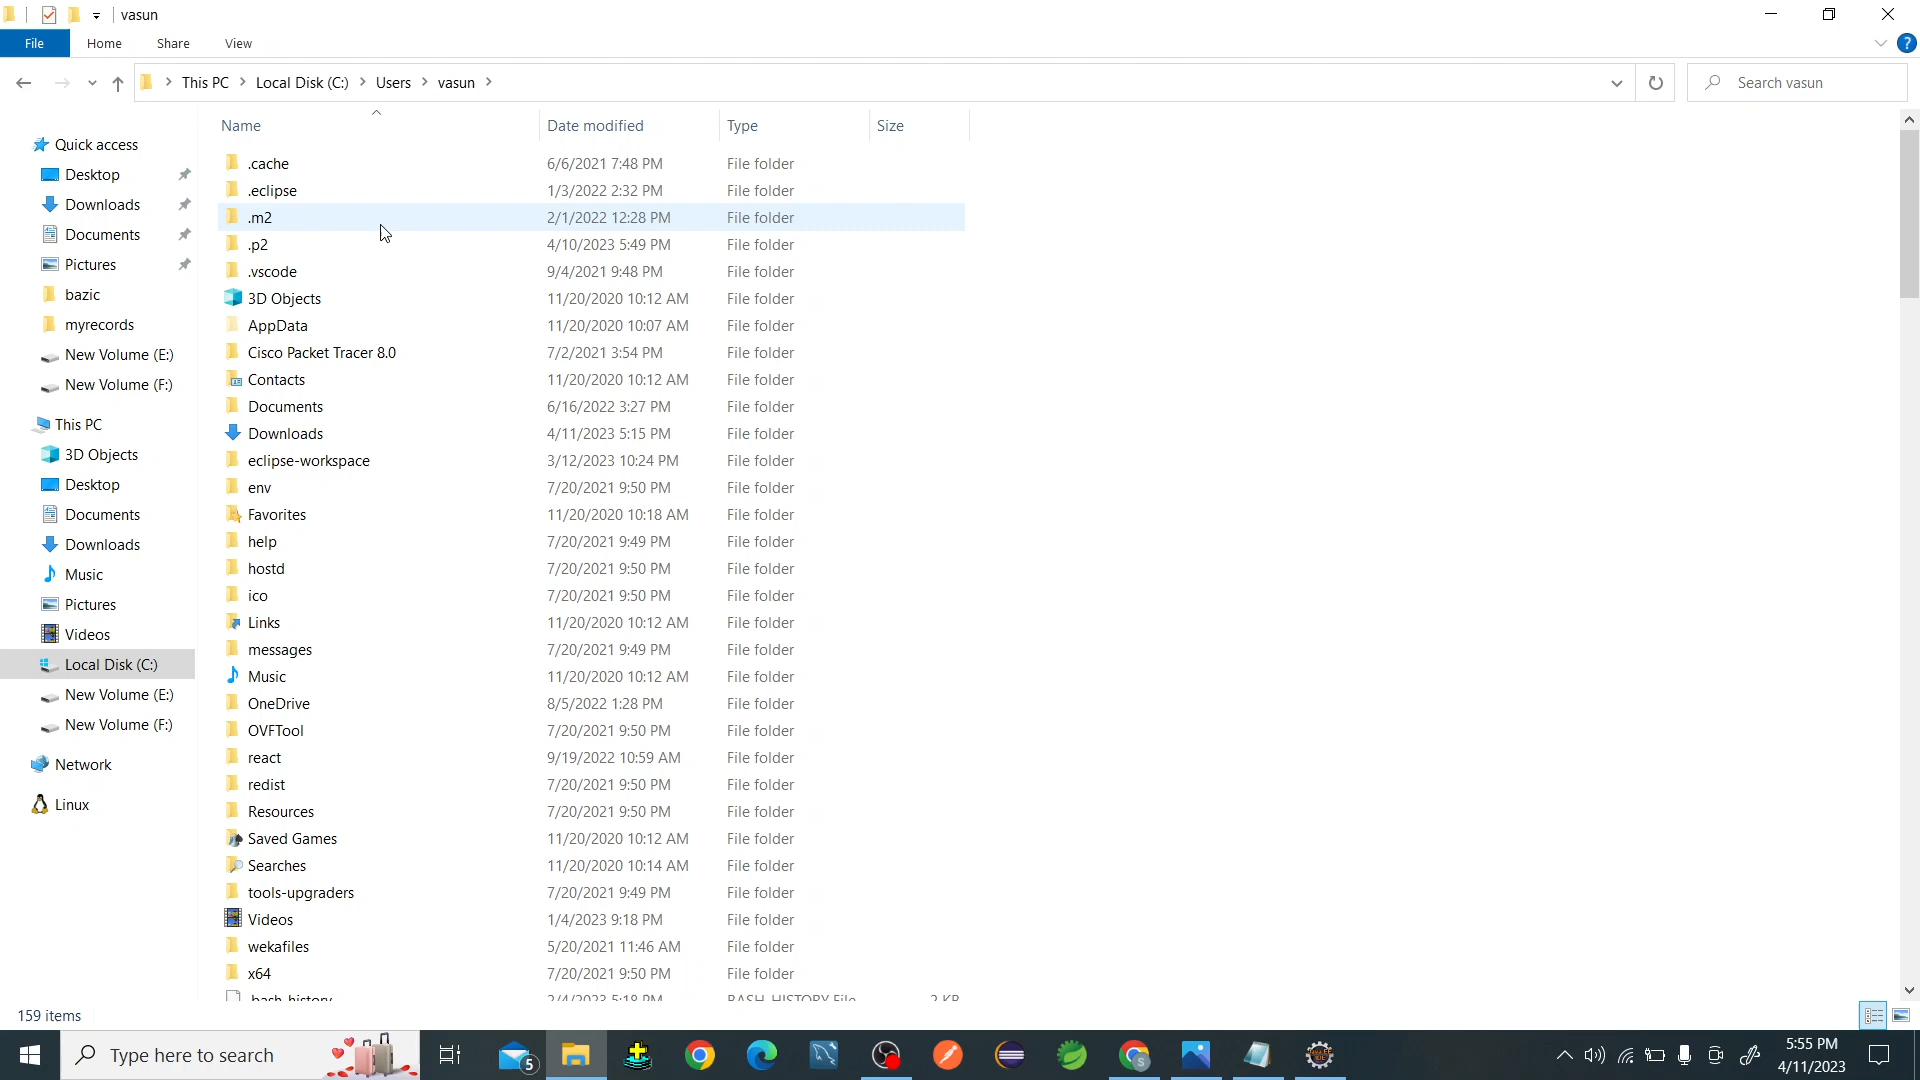 vasun
File Home Share View
This PC Local Disk (C:) Users vasun
Search vasun
Name Date modified Type Size
Quick access
Desktop
Downloads
Documents
Pictures
bazic
myrecords
New Volume (E:)
New Volume (F:)
This PC
3D Objects
Desktop
Documents
Downloads
Music
Pictures
Videos
Local Disk (C:)
New Volume (E:)
New Volume (F:)
Network
Linux
.cache 6/6/2021 7:48 PM File folder
.eclipse 1/3/2022 2:32 PM File folder
.m2 2/1/2022 12:28 PM File folder
.p2 4/10/2023 5:49 PM File folder
.vscode 9/4/2021 9:48 PM File folder
3D Objects 11/20/2020 10:12 AM File folder
AppData 11/20/2020 10:07 AM File folder
Cisco Packet Tracer 8.0 7/2/2021 3:54 PM File folder
Contacts 11/20/2020 10:12 AM File folder
Documents 6/16/2022 3:27 PM File folder
Downloads 4/11/2023 5:15 PM File folder
eclipse-workspace 3/12/2023 10:24 PM File folder
env 7/20/2021 9:50 PM File folder
Favorites 11/20/2020 10:18 AM File folder
help 7/20/2021 9:49 PM File folder
hostd 7/20/2021 9:50 PM File folder
ico 7/20/2021 9:50 PM File folder
Links 11/20/2020 10:12 AM File folder
messages 7/20/2021 9:49 PM File folder
Music 11/20/2020 10:12 AM File folder
OneDrive 8/5/2022 1:28 PM File folder
OVFTool 7/20/2021 9:50 PM File folder
react 9/19/2022 10:59 AM File folder
redist 7/20/2021 9:50 PM File folder
Resources 7/20/2021 9:50 PM File folder
Saved Games 11/20/2020 10:12 AM File folder
Searches 11/20/2020 10:14 AM File folder
tools-upgraders 7/20/2021 9:49 PM File folder
Videos 1/4/2023 9:18 PM File folder
wekafiles 5/20/2021 11:46 AM File folder
x64 7/20/2021 9:50 PM File folder
.bash_history 2/4/2023 5:18 PM BASH_HISTORY File 2 KB
159 items
Type here to search
5
5:55 PM
4/11/2023